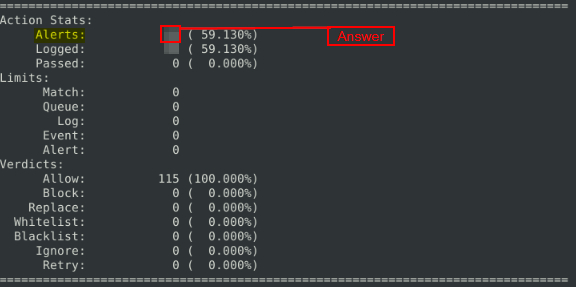 ===============================================================================
Action Stats:
Alerts: ( 59.130%) Answer
Logged: ( 59.130%)
Passed: 0 ( 0.000%)
Limits:
Match: 0
Queue: 0
Log: 0
Event: 0
Alert: 0
Verdicts:
Allow: 115 (100.000%)
Block: 0 ( 0.000%)
Replace: 0 ( 0.000%)
Whitelist: 0 ( 0.000%)
Blacklist: 0 ( 0.000%)
Ignore: 0 ( 0.000%)
Retry: 0 ( 0.000%)
===============================================================================